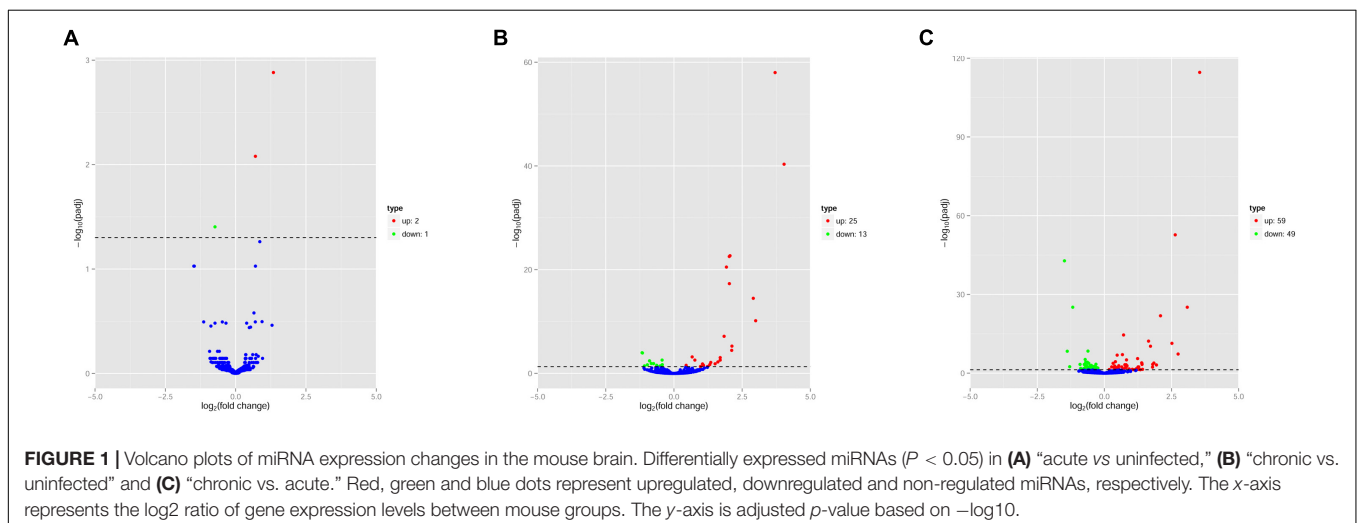 A
3
2
1
0
−log10(padj)
−5.0
−2.5
0.0
2.5
5.0
log2(fold change)
type
up: 2
down: 1
B
60
40
20
0
−log10(padj)
−5.0
−2.5
0.0
2.5
5.0
log2(fold change)
type
up: 25
down: 13
C
120
90
60
30
0
−log10(padj)
−5.0
−2.5
0.0
2.5
5.0
log2(fold change)
type
up: 59
down: 49
FIGURE 1 | Volcano plots of miRNA expression changes in the mouse brain. Differentially expressed miRNAs (P < 0.05) in (A) “acute vs uninfected,” (B) “chronic vs.
uninfected” and (C) “chronic vs. acute.” Red, green and blue dots represent upregulated, downregulated and non-regulated miRNAs, respectively. The x-axis
represents the log2 ratio of gene expression levels between mouse groups. The y-axis is adjusted p-value based on −log10.